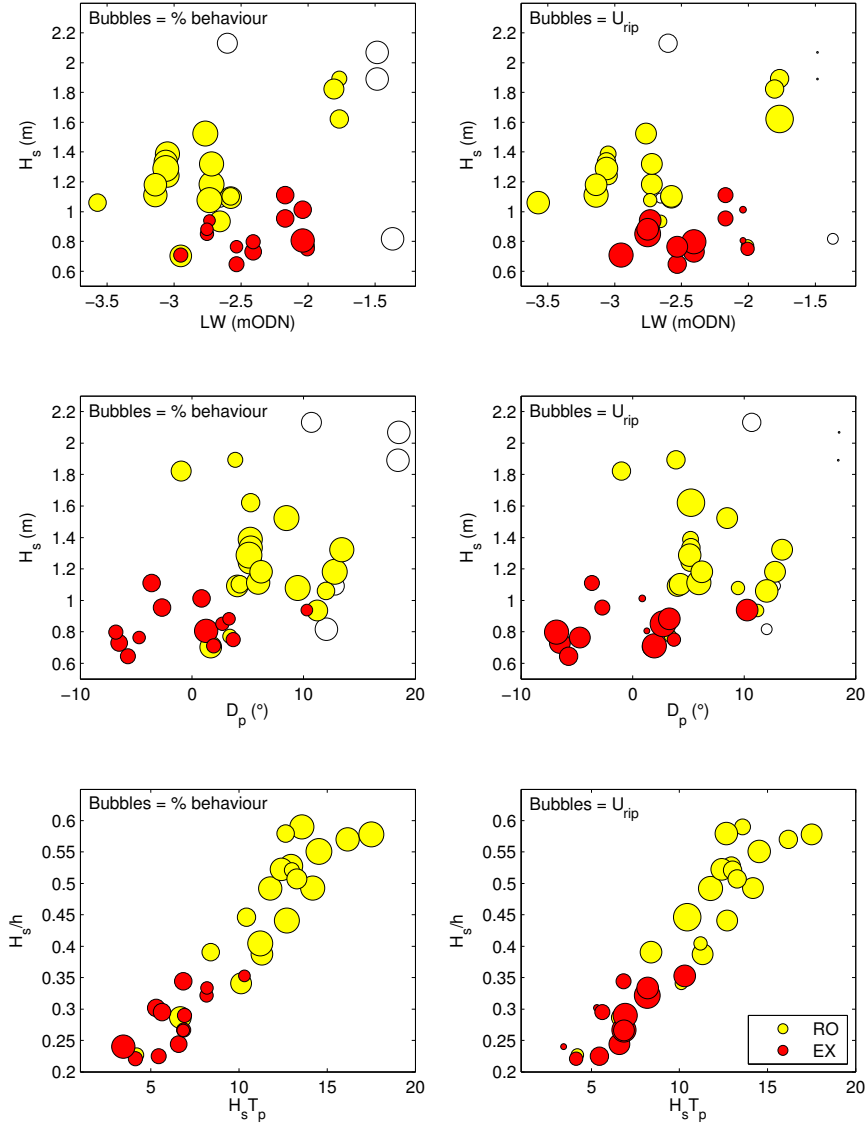 Bubbles = % behaviour
2.2
2
1.8
1.6
1.4
1.2
1
0.8
0.6
H_s (m)
−3.5 −3 −2.5 −2 −1.5
LW (mODN)
Bubbles = U_rip
2.2
2
1.8
1.6
1.4
1.2
1
0.8
0.6
H_s (m)
−3.5 −3 −2.5 −2 −1.5
LW (mODN)
Bubbles = % behaviour
2.2
2
1.8
1.6
1.4
1.2
1
0.8
0.6
H_s (m)
−10 0 10 20
D_p (°)
Bubbles = U_rip
2.2
2
1.8
1.6
1.4
1.2
1
0.8
0.6
H_s (m)
−10 0 10 20
D_p (°)
Bubbles = % behaviour
0.6
0.55
0.5
0.45
0.4
0.35
0.3
0.25
0.2
H_s/h
5 10 15 20
H_sT_p
Bubbles = U_rip
0.6
0.55
0.5
0.45
0.4
0.35
0.3
0.25
0.2
H_s/h
5 10 15 20
H_sT_p
RO
EX